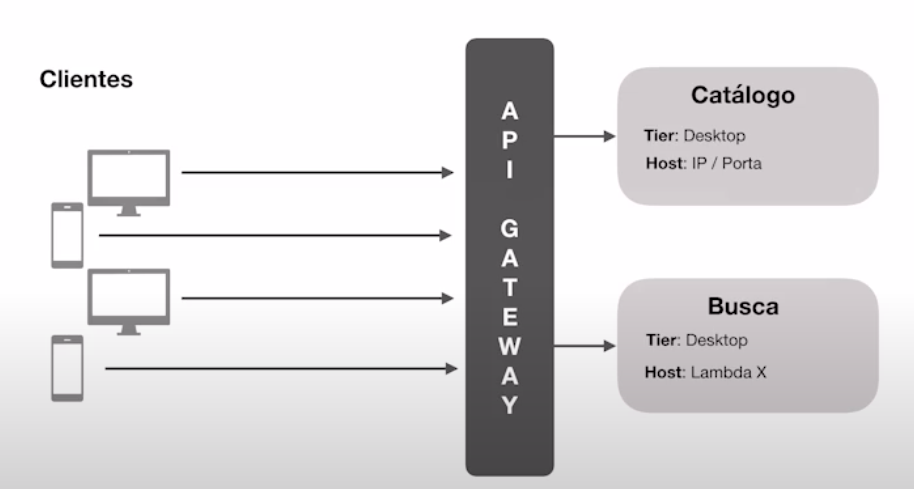 Clientes
API GATEWAY
Catálogo
Tier: Desktop
Host: IP / Porta
Busca
Tier: Desktop
Host: Lambda X